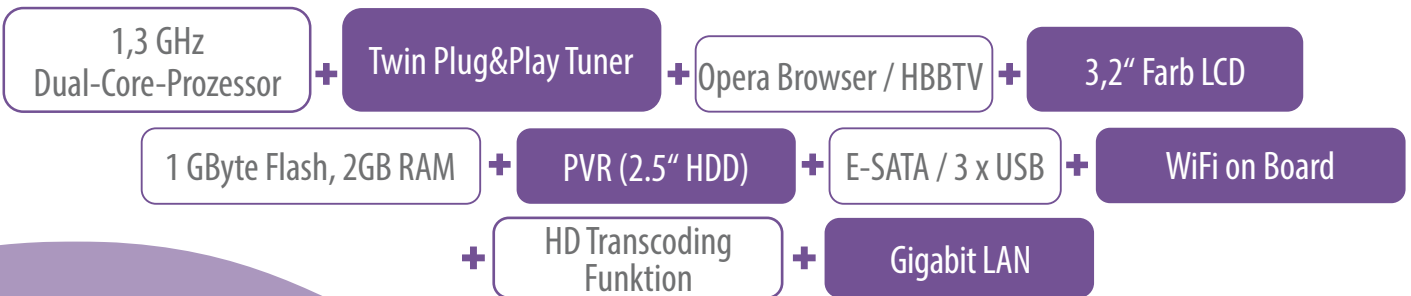 1,3 GHz
Dual-Core-Prozessor
+
Twin Plug&Play Tuner
+
Opera Browser / HBBTV
+
3,2“ Farb LCD
1 GByte Flash, 2GB RAM
+
PVR (2.5“ HDD)
+
E-SATA / 3 x USB
+
WiFi on Board
+
HD Transcoding
Funktion
+
Gigabit LAN